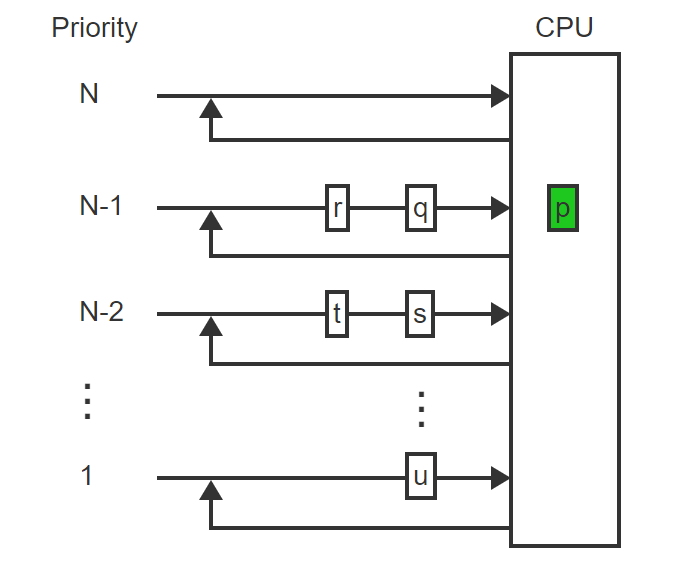 Priority CPU
N
N-1 r q p
N-2 t s
⋮ ⋮
1 u